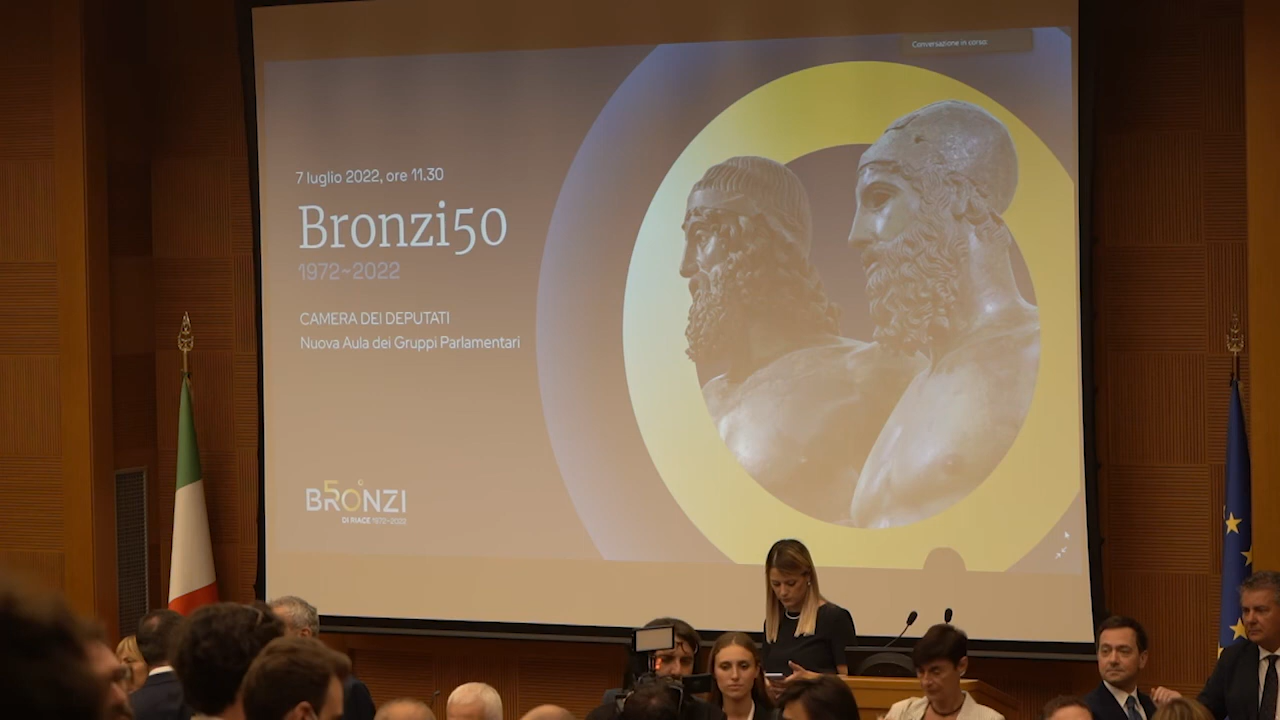 Conversazione in corso
7 luglio 2022, ore 11.30
Bronzi50
1972~2022
CAMERA DEI DEPUTATI
Nuova Aula dei Gruppi Parlamentari
BRONZI
50
DI RIACE 1972~2022